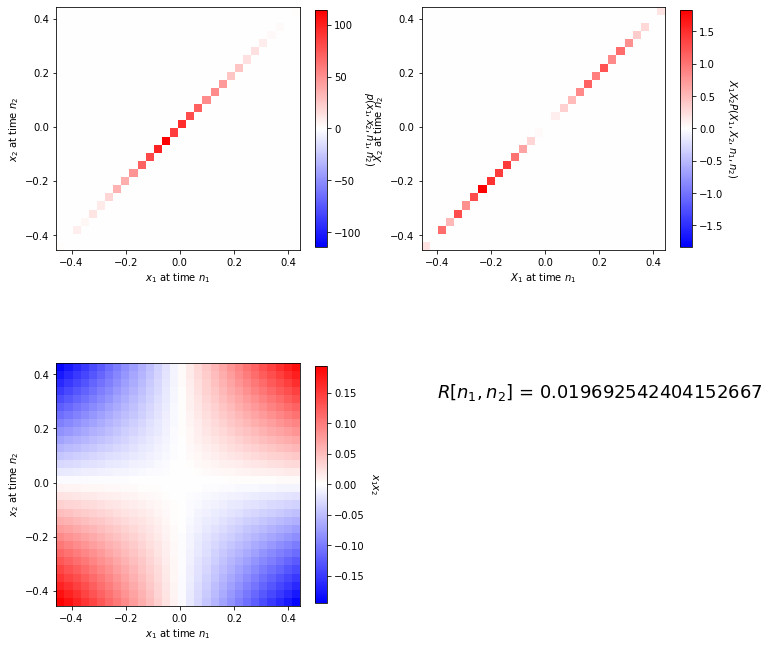 0.4
0.2
0.0
−0.2
−0.4
x₂ at time n₂
−0.4 −0.2 0.0 0.2 0.4
x₁ at time n₁
100
50
0
−50
−100
p(x₁, x₂, n₁, n₂)
0.4
0.2
0.0
−0.2
−0.4
X₂ at time n₂
−0.4 −0.2 0.0 0.2 0.4
X₁ at time n₁
1.5
1.0
0.5
0.0
−0.5
−1.0
−1.5
X₁X₂P(X₁, X₂, n₁, n₂)
0.4
0.2
0.0
−0.2
−0.4
x₂ at time n₂
−0.4 −0.2 0.0 0.2 0.4
x₁ at time n₁
0.15
0.10
0.05
0.00
−0.05
−0.10
−0.15
x₁x₂
R[n₁, n₂] = 0.019692542404152667